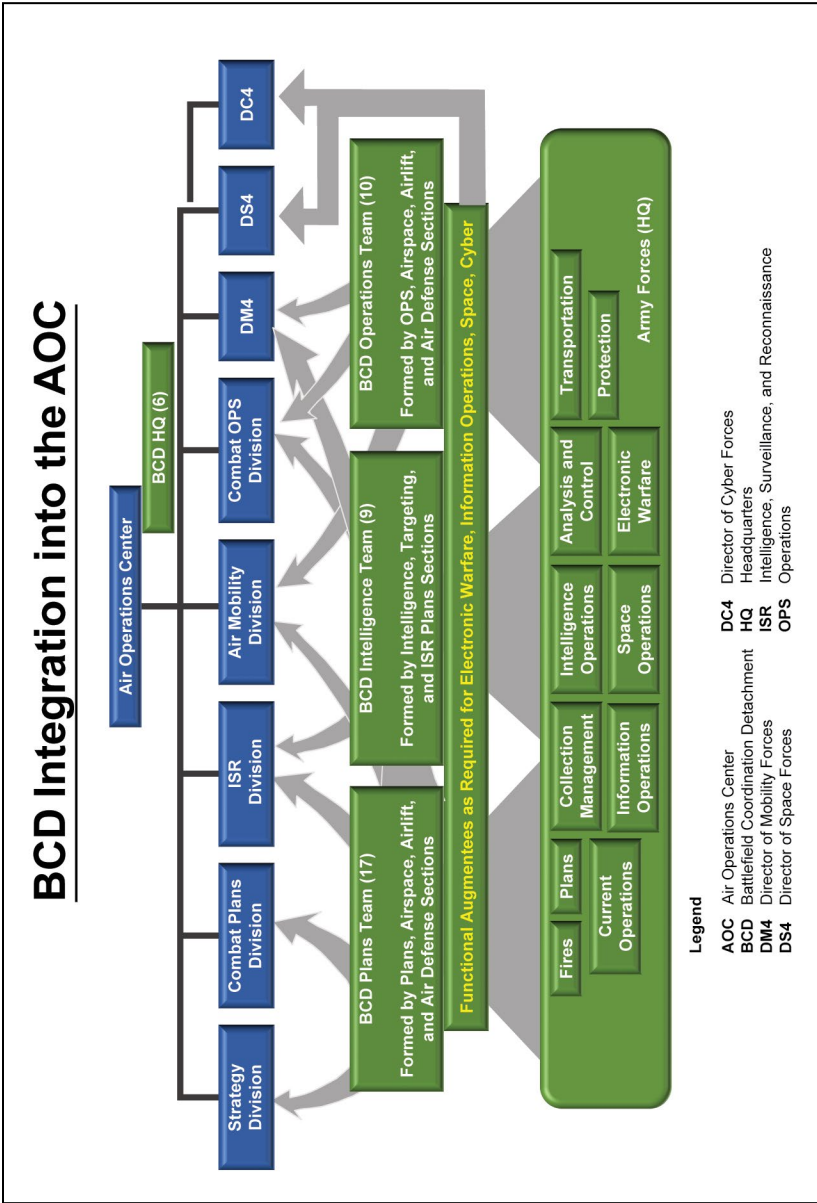 BCD Integration into the AOC
Air Operations Center
BCD HQ (6)
Strategy
Division
Combat Plans
Division
ISR
Division
Air Mobility
Division
Combat OPS
Division
DM4
DS4
DC4
BCD Plans Team (17)
Formed by Plans, Airspace, Airlift,
and Air Defense Sections
BCD Intelligence Team (9)
Formed by Intelligence, Targeting,
and ISR Plans Sections
BCD Operations Team (10)
Formed by OPS, Airspace, Airlift,
and Air Defense Sections
Functional Augmentees as Required for Electronic Warfare, Information Operations, Space, Cyber
Fires
Plans
Current
Operations
Collection
Management
Information
Operations
Intelligence
Operations
Space
Operations
Analysis and
Control
Electronic
Warfare
Transportation
Protection
Army Forces (HQ)
Legend
AOC Air Operations Center
BCD Battlefield Coordination Detachment
DM4 Director of Mobility Forces
DS4 Director of Space Forces
DC4 Director of Cyber Forces
HQ Headquarters
ISR Intelligence, Surveillance, and Reconnaissance
OPS Operations